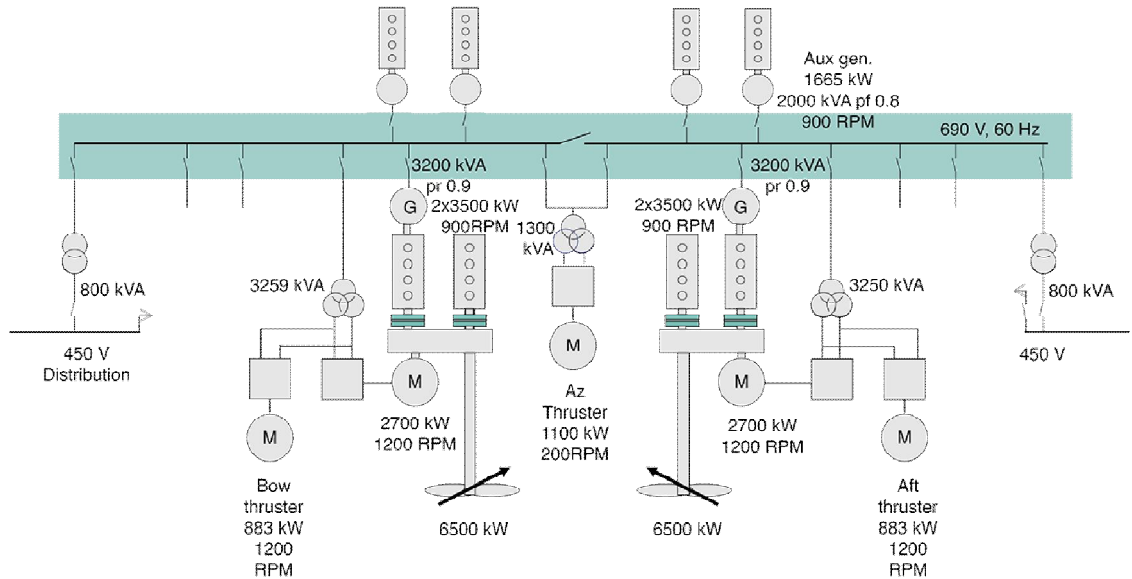 Aux gen.
1665 kW
2000 kVA pf 0.8
900 RPM
690 V, 60 Hz
3200 kVA
pr 0.9
G
2x3500 kW
900RPM
1300
kVA
3200 kVA
pr 0.9
2x3500 kW
900 RPM
G
800 kVA
3259 kVA
3250 kVA
800 kVA
450 V
Distribution
M
M
M
450 V
Az
Thruster
1100 kW
200RPM
2700 kW
1200 RPM
2700 kW
1200 RPM
M
M
Bow
thruster
883 kW
1200
RPM
6500 kW
6500 kW
Aft
thruster
883 kW
1200
RPM